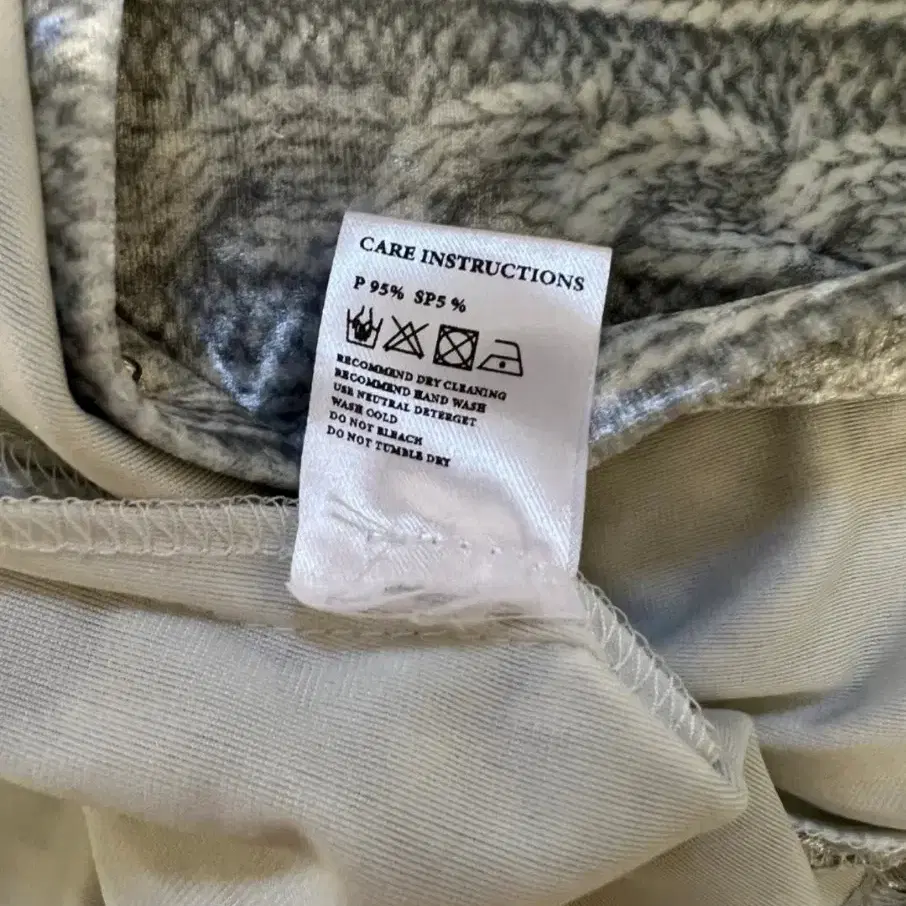 CARE INSTRUCTIONS
P 95% SP5 %
RECOMMEND DRY CLEANING
RECOMMEND HAND WASH
USE NEUTRAL DETERGET
WASH COLD
DO NOT BLEACH
DO NOT TUMBLE DRY